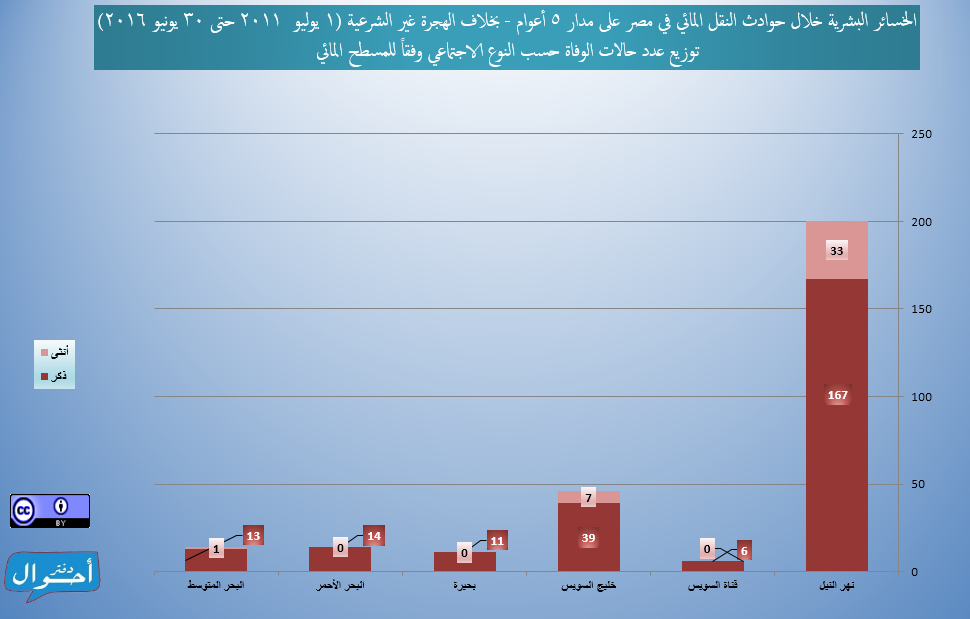 الخسائر البشرية خلال حوادث النقل المائي في مصر على مدار ٥ أعوام - بخلاف الهجرة غير الشرعية (١ يوليو ٢٠١١ حتى ٣٠ يونيو ٢٠١٦)
توزيع عدد حالات الوفاة حسب النوع الاجتماعي وفقاً للمسطح المائي
250
200
150
100
50
0
33
167
6
0
7
39
11
0
14
0
13
1
نهر النيل
قناة السويس
خليج السويس
بحيرة
البحر الأحمر
البحر المتوسط
أنثى
ذكر
cc
BY
دفتر
أحوال